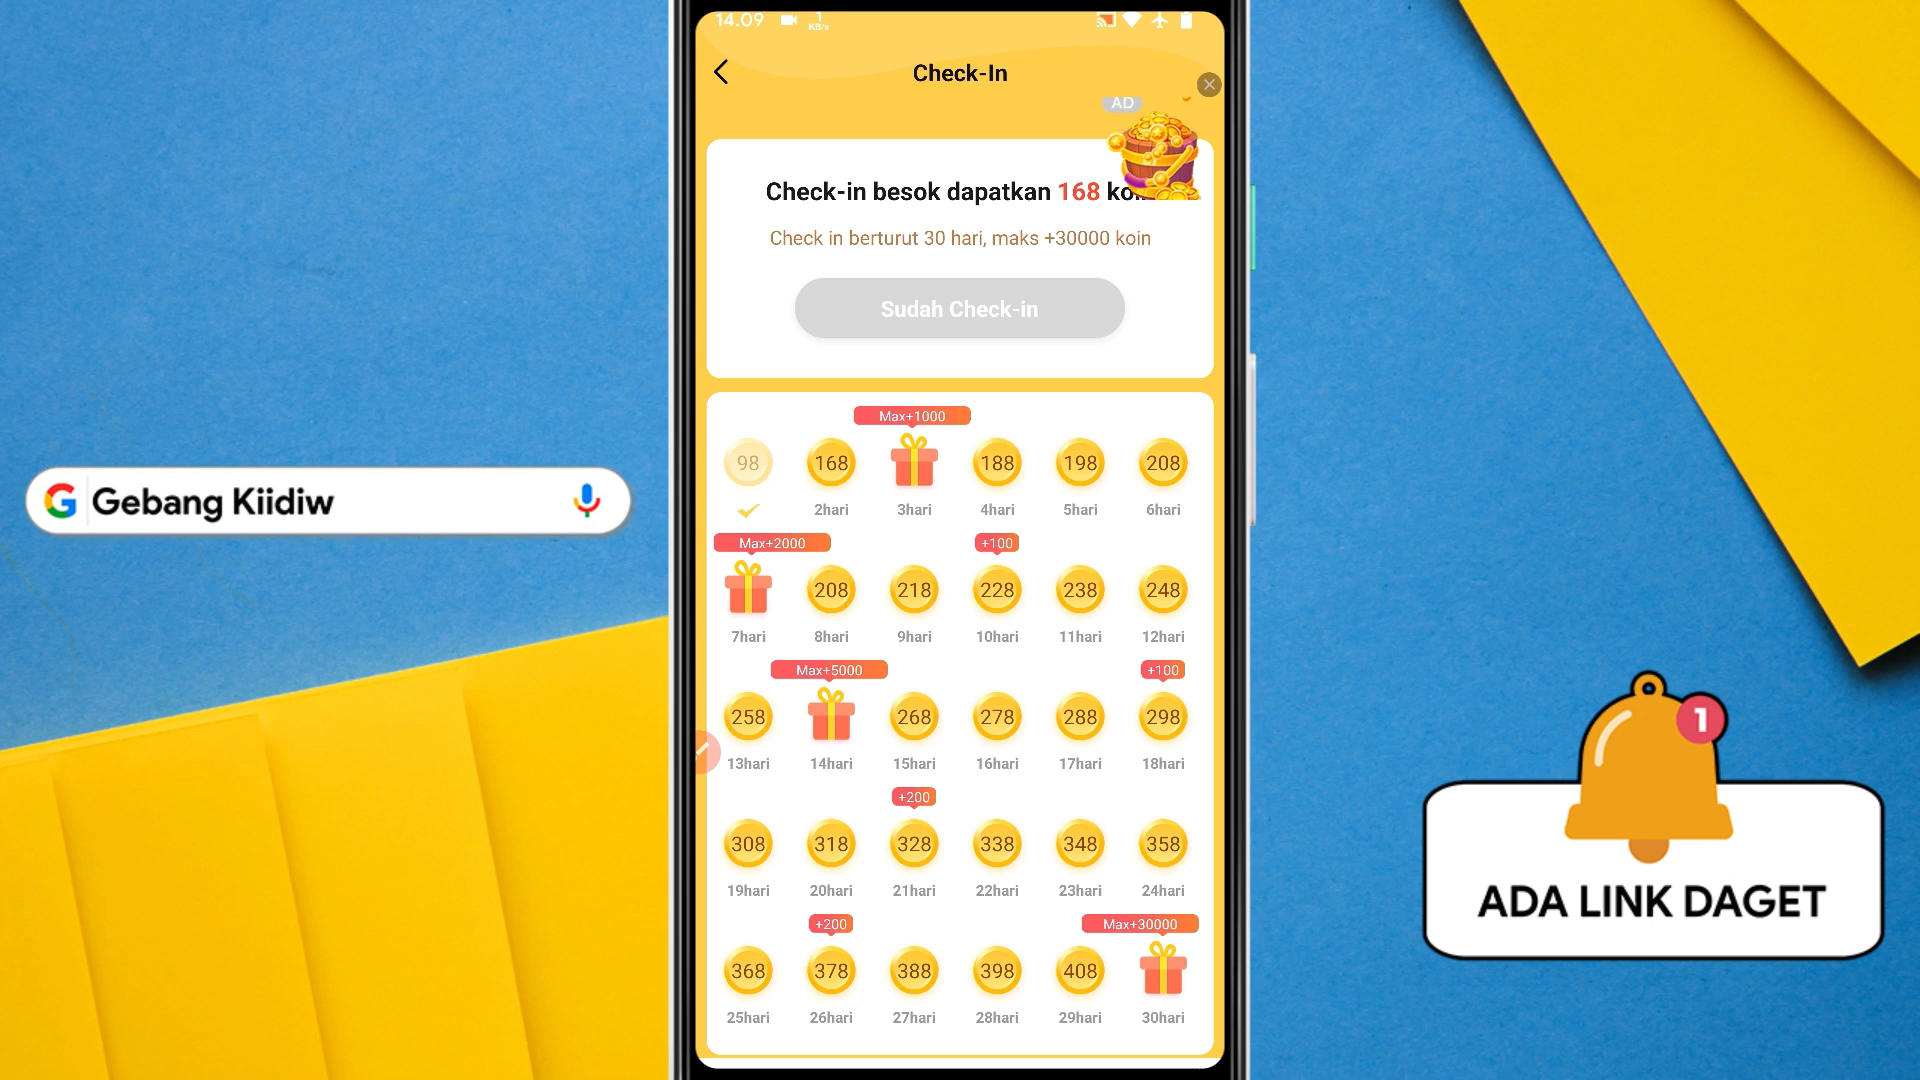 14.09
1
KB/s
Check-In
AD
Check-in besok dapatkan 168
Check in berturut 30 hari, maks +30000 koin
Sudah Check-in
Max+1000
98 168 188 198 208
2hari 3hari 4hari 5hari 6hari
Max+2000 +100
208 218 228 238 248
7hari 8hari 9hari 10hari 11hari 12hari
Max+5000 +100
258 268 278 288 298
13hari 14hari 15hari 16hari 17hari 18hari
+200
308 318 328 338 348 358
19hari 20hari 21hari 22hari 23hari 24hari
+200 Max+30000
368 378 388 398 408
25hari 26hari 27hari 28hari 29hari 30hari
G Gebang Kiidiw
1
ADA LINK DAGET